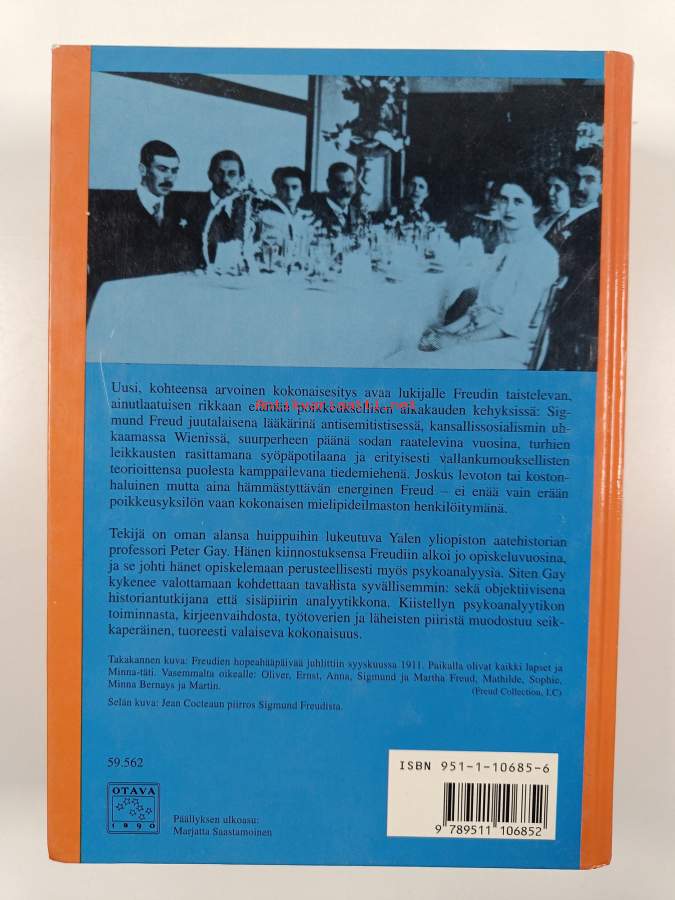 Uusi, kohteensa arvoinen kokonaisesitys avaa lukijalle Freudin taistelevan,
ainutlaatuisen rikkaan elämän poikkeuksellisen aikakauden kehyksissä: Sig-
mund Freud juutalaisena lääkärinä antisemitistisessä, kansallissosialismin uh-
kaamassa Wienissä, suurperheen päänä sodan raatelevina vuosina, turhien
leikkausten rasittamana syöpäpotilaana ja erityisesti vallankumouksellisten
teorioittensa puolesta kamppailevana tiedemiehenä. Joskus levoton tai koston-
haluinen mutta aina hämmästyttävän energinen Freud – ei enää vain erään
poikkeusyksilön vaan kokonaisen mielipideilmaston henkilöitymänä.
Tekijä on oman alansa huippuihin lukeutuva Yalen yliopiston aatehistorian
professori Peter Gay. Hänen kiinnostuksensa Freudiin alkoi jo opiskeluvuosina,
ja se johti hänet opiskelemaan perusteellisesti myös psykoanalyysia. Siten Gay
kykenee valottamaan kohdettaan tavallista syvällisemmin: sekä objektiivisena
historiantutkijana että sisäpiirin analyytikkona. Kiistellyn psykoanalyytikon
toiminnasta, kirjeenvaihdosta, työtoverien ja läheisten piiristä muodostuu seik-
kaperäinen, tuoreesti valaiseva kokonaisuus.
Takakannen kuva: Freudien hopeahääpäivää juhlittiin syyskuussa 1911. Paikalla olivat kaikki lapset ja
Minna-täti. Vasemmalta oikealle: Oliver, Ernst, Anna, Sigmund ja Martha Freud, Mathilde, Sophie,
Minna Bernays ja Martin. (Freud Collection, LC)
Selän kuva: Jean Cocteaun piirros Sigmund Freudista.
59.562
OTAVA
1890
Päällyksen ulkoasu:
Marjatta Saastamoinen
ISBN 951-1-10685-6
9 789511 106852